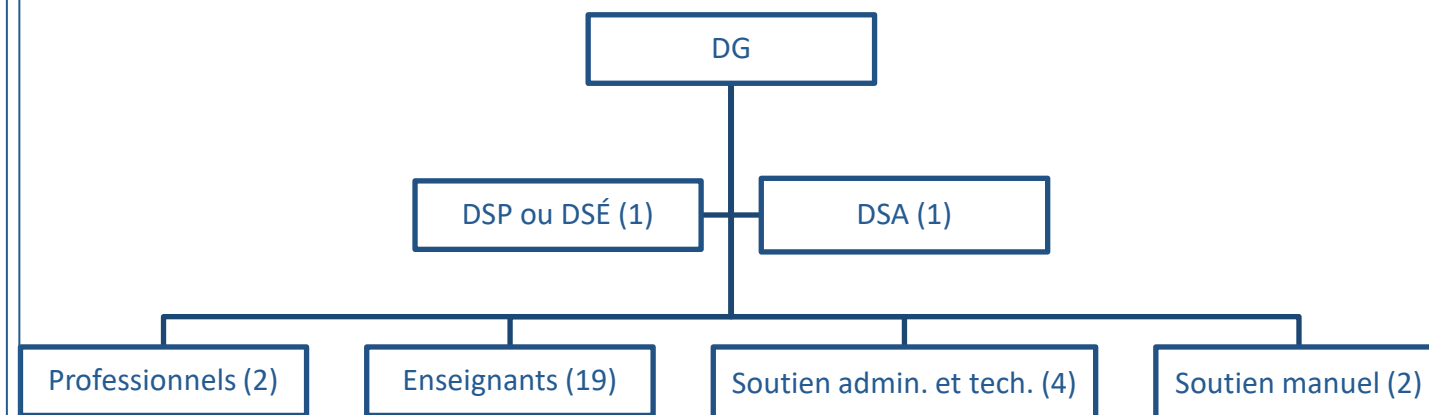 DG
DSP ou DSÉ (1)
DSA (1)
Professionnels (2)
Enseignants (19)
Soutien admin. et tech. (4)
Soutien manuel (2)